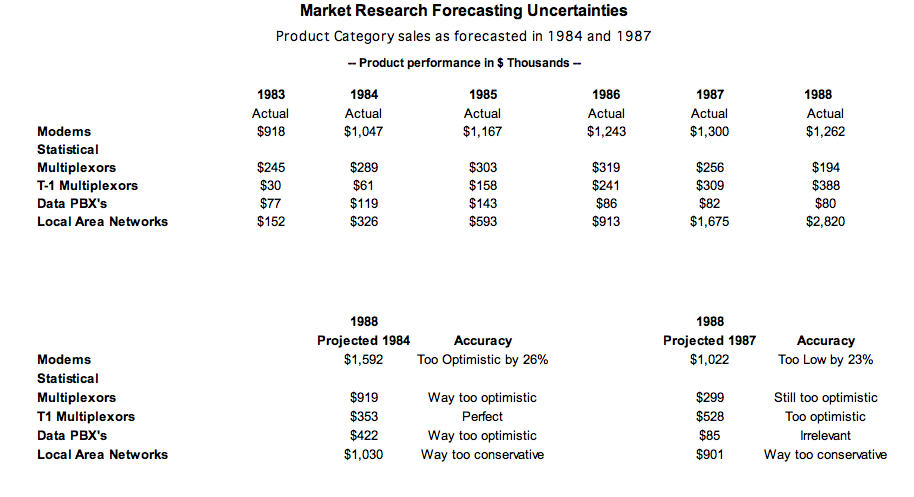 Market Research Forecasting Uncertainties
Product Category sales as forecasted in 1984 and 1987
-- Product performance in $ Thousands --
1983 1984 1985 1986 1987 1988
Actual Actual Actual Actual Actual Actual
Modems $918 $1,047 $1,167 $1,243 $1,300 $1,262
Statistical
Multiplexors $245 $289 $303 $319 $256 $194
T-1 Multiplexors $30 $61 $158 $241 $309 $388
Data PBX's $77 $119 $143 $86 $82 $80
Local Area Networks $152 $326 $593 $913 $1,675 $2,820
1988 1988
Projected 1984 Accuracy Projected 1987 Accuracy
Modems $1,592 Too Optimistic by 26% $1,022 Too Low by 23%
Statistical
Multiplexors $919 Way too optimistic $299 Still too optimistic
T1 Multiplexors $353 Perfect $528 Too optimistic
Data PBX's $422 Way too optimistic $85 Irrelevant
Local Area Networks $1,030 Way too conservative $901 Way too conservative